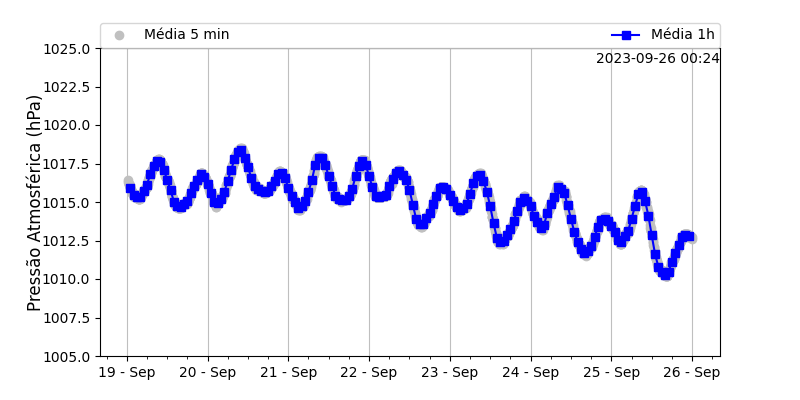 Média 5 min
Média 1h
2023-09-26 00:24
Pressão Atmosférica (hPa)
1025.0
1022.5
1020.0
1017.5
1015.0
1012.5
1010.0
1007.5
1005.0
19 - Sep
20 - Sep
21 - Sep
22 - Sep
23 - Sep
24 - Sep
25 - Sep
26 - Sep